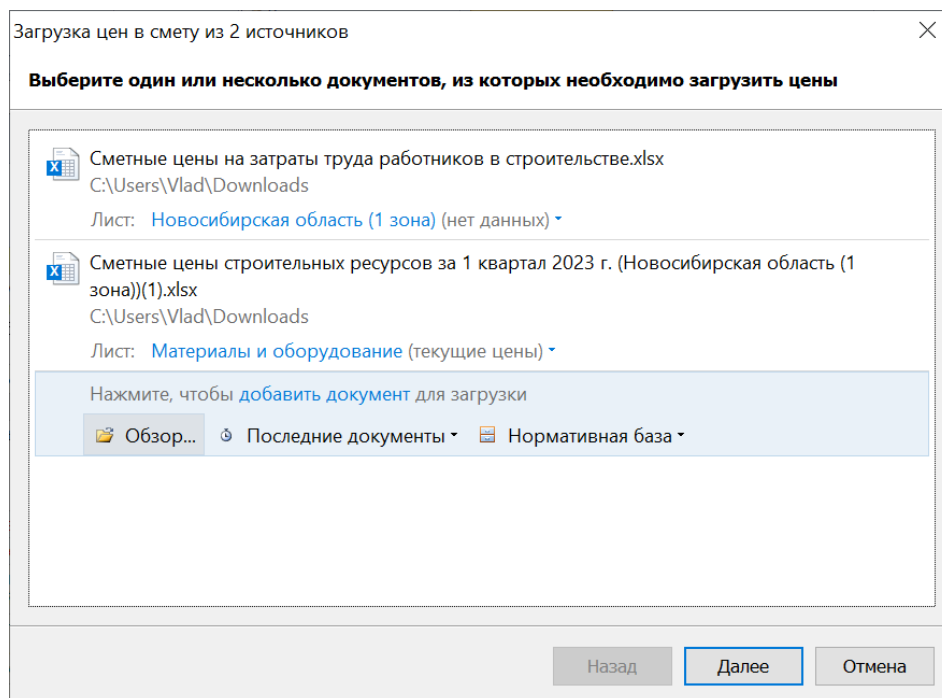 Загрузка цен в смету из 2 источников
Выберите один или несколько документов, из которых необходимо загрузить цены
Сметные цены на затраты труда работников в строительстве.xlsx
C:\Users\Vlad\Downloads
Лист: Новосибирская область (1 зона) (нет данных)
Сметные цены строительных ресурсов за 1 квартал 2023 г. (Новосибирская область (1
зона))(1).xlsx
C:\Users\Vlad\Downloads
Лист: Материалы и оборудование (текущие цены)
Нажмите, чтобы добавить документ для загрузки
Обзор... Последние документы Нормативная база
Назад Далее Отмена